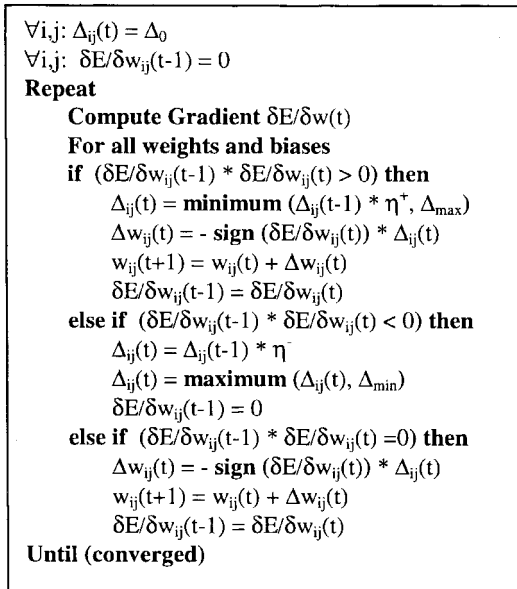 ∀i,j: Δij(t) = Δ0
∀i,j: δE/δwij(t-1) = 0
Repeat
Compute Gradient δE/δw(t)
For all weights and biases
if (δE/δwij(t-1) * δE/δwij(t) > 0) then
Δij(t) = minimum (Δij(t-1) * η+, Δmax)
Δwij(t) = - sign (δE/δwij(t)) * Δij(t)
wij(t+1) = wij(t) + Δwij(t)
δE/δwij(t-1) = δE/δwij(t)
else if (δE/δwij(t-1) * δE/δwij(t) < 0) then
Δij(t) = Δij(t-1) * η-
Δij(t) = maximum (Δij(t), Δmin)
δE/δwij(t-1) = 0
else if (δE/δwij(t-1) * δE/δwij(t) =0) then
Δwij(t) = - sign (δE/δwij(t)) * Δij(t)
wij(t+1) = wij(t) + Δwij(t)
δE/δwij(t-1) = δE/δwij(t)
Until (converged)